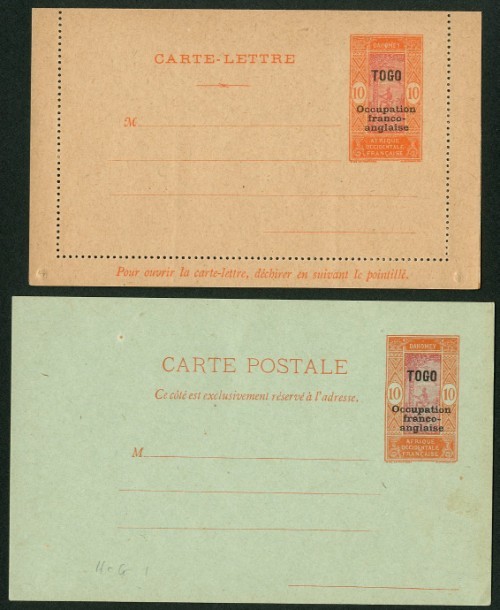 CARTE-LETTRE
DAHOMEY
TOGO
10 10
Occupation
franco-
anglaise
AFRIQUE
OCCIDENTALE
FRANÇAISE
M
Pour ouvrir la carte-lettre, déchirer en suivant le pointillé.
CARTE POSTALE
Ce côté est exclusivement réservé à l'adresse.
DAHOMEY
TOGO
10 10
Occupation
franco-
anglaise
AFRIQUE
OCCIDENTALE
FRANÇAISE
M